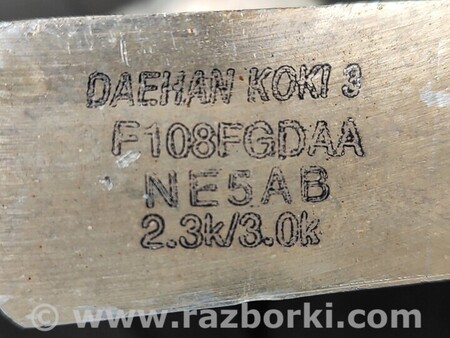 DAEHAN KOKI 3
F108FGDAA
NE5AB
2.3k/3.0k
www.razborki.com